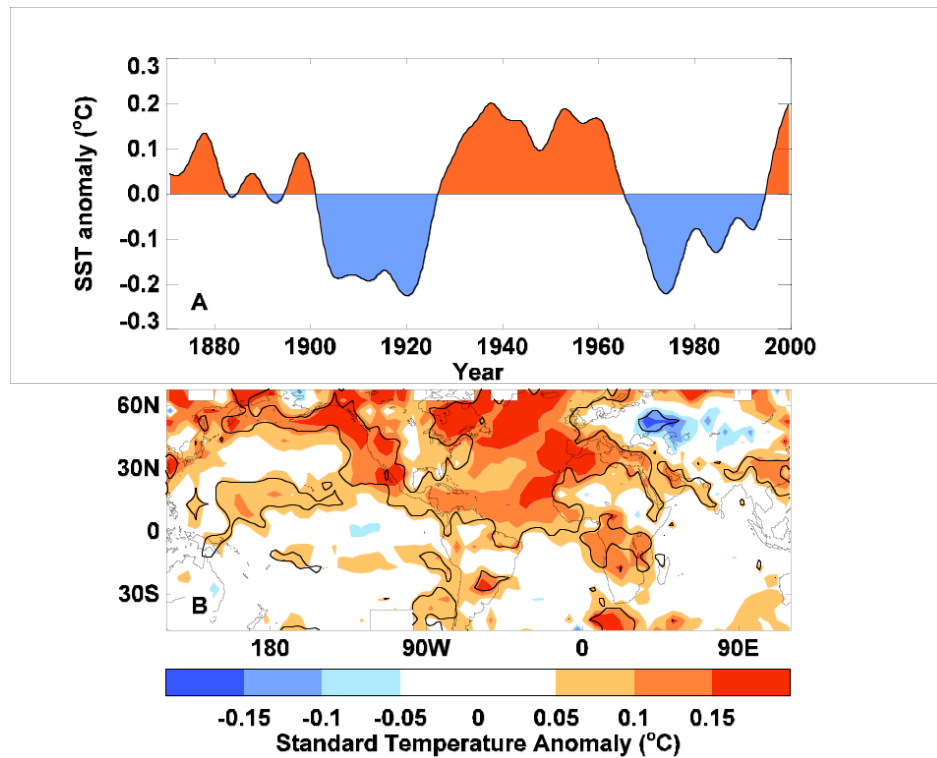 0.3
0.2
0.1
0.0
-0.1
-0.2
-0.3
SST anomaly (°C)
A
1880 1900 1920 1940 1960 1980 2000
Year
60N
30N
0
30S
B
180 90W 0 90E
-0.15 -0.1 -0.05 0 0.05 0.1 0.15
Standard Temperature Anomaly (°C)